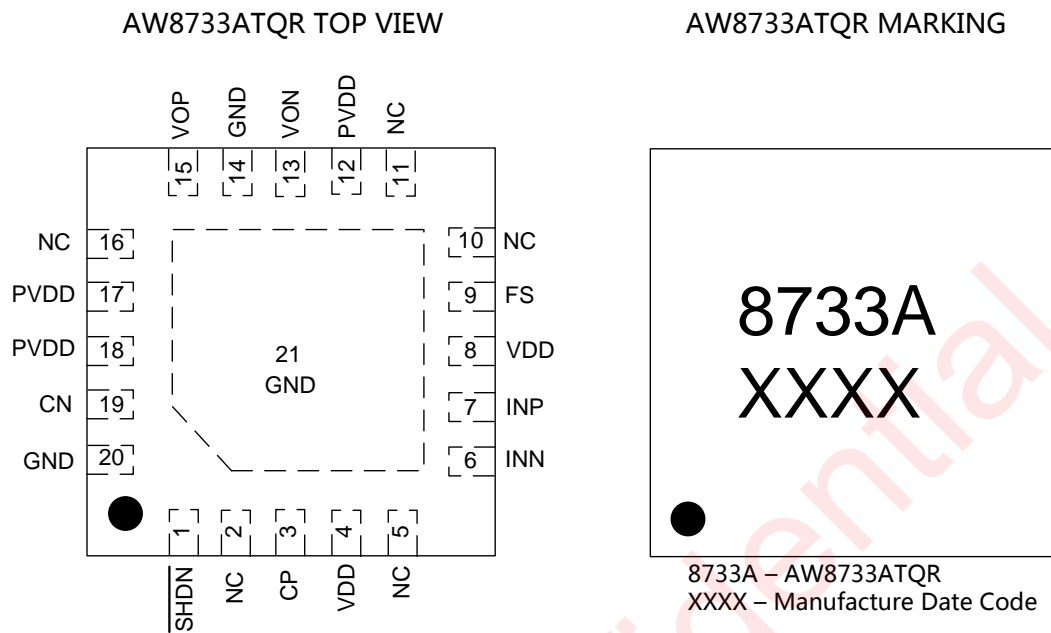 AW8733ATQR TOP VIEW
AW8733ATQR MARKING
VOP
GND
VON
PVDD
NC
15
14
13
12
11
NC 16
PVDD 17
PVDD 18
CN 19
GND 20
10 NC
9 FS
8 VDD
7 INP
6 INN
21
GND
1
2
3
4
5
SHDN
NC
CP
VDD
NC
8733A
XXXX
8733A – AW8733ATQR
XXXX – Manufacture Date Code